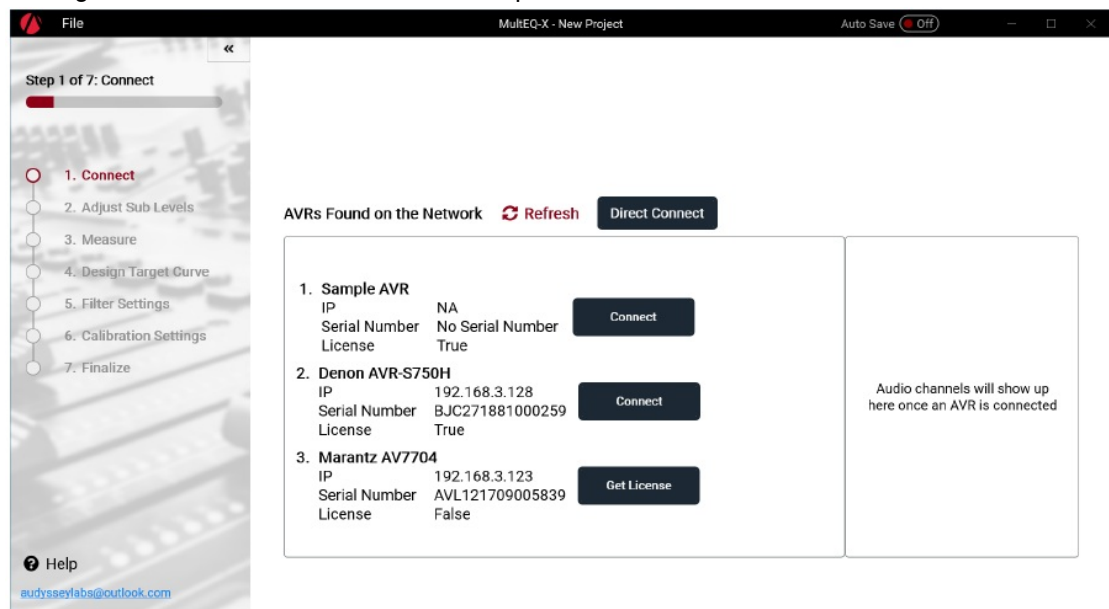 File
MultEQ-X - New Project
Auto Save Off
«
Step 1 of 7: Connect
1. Connect
2. Adjust Sub Levels
3. Measure
4. Design Target Curve
5. Filter Settings
6. Calibration Settings
7. Finalize
Help
audysseylabs@outlook.com
AVRs Found on the Network Refresh Direct Connect
1. Sample AVR
IP NA
Serial Number No Serial Number
License True
Connect
2. Denon AVR-S750H
IP 192.168.3.128
Serial Number BJC271881000259
License True
Connect
3. Marantz AV7704
IP 192.168.3.123
Serial Number AVL121709005839
License False
Get License
Audio channels will show up
here once an AVR is connected